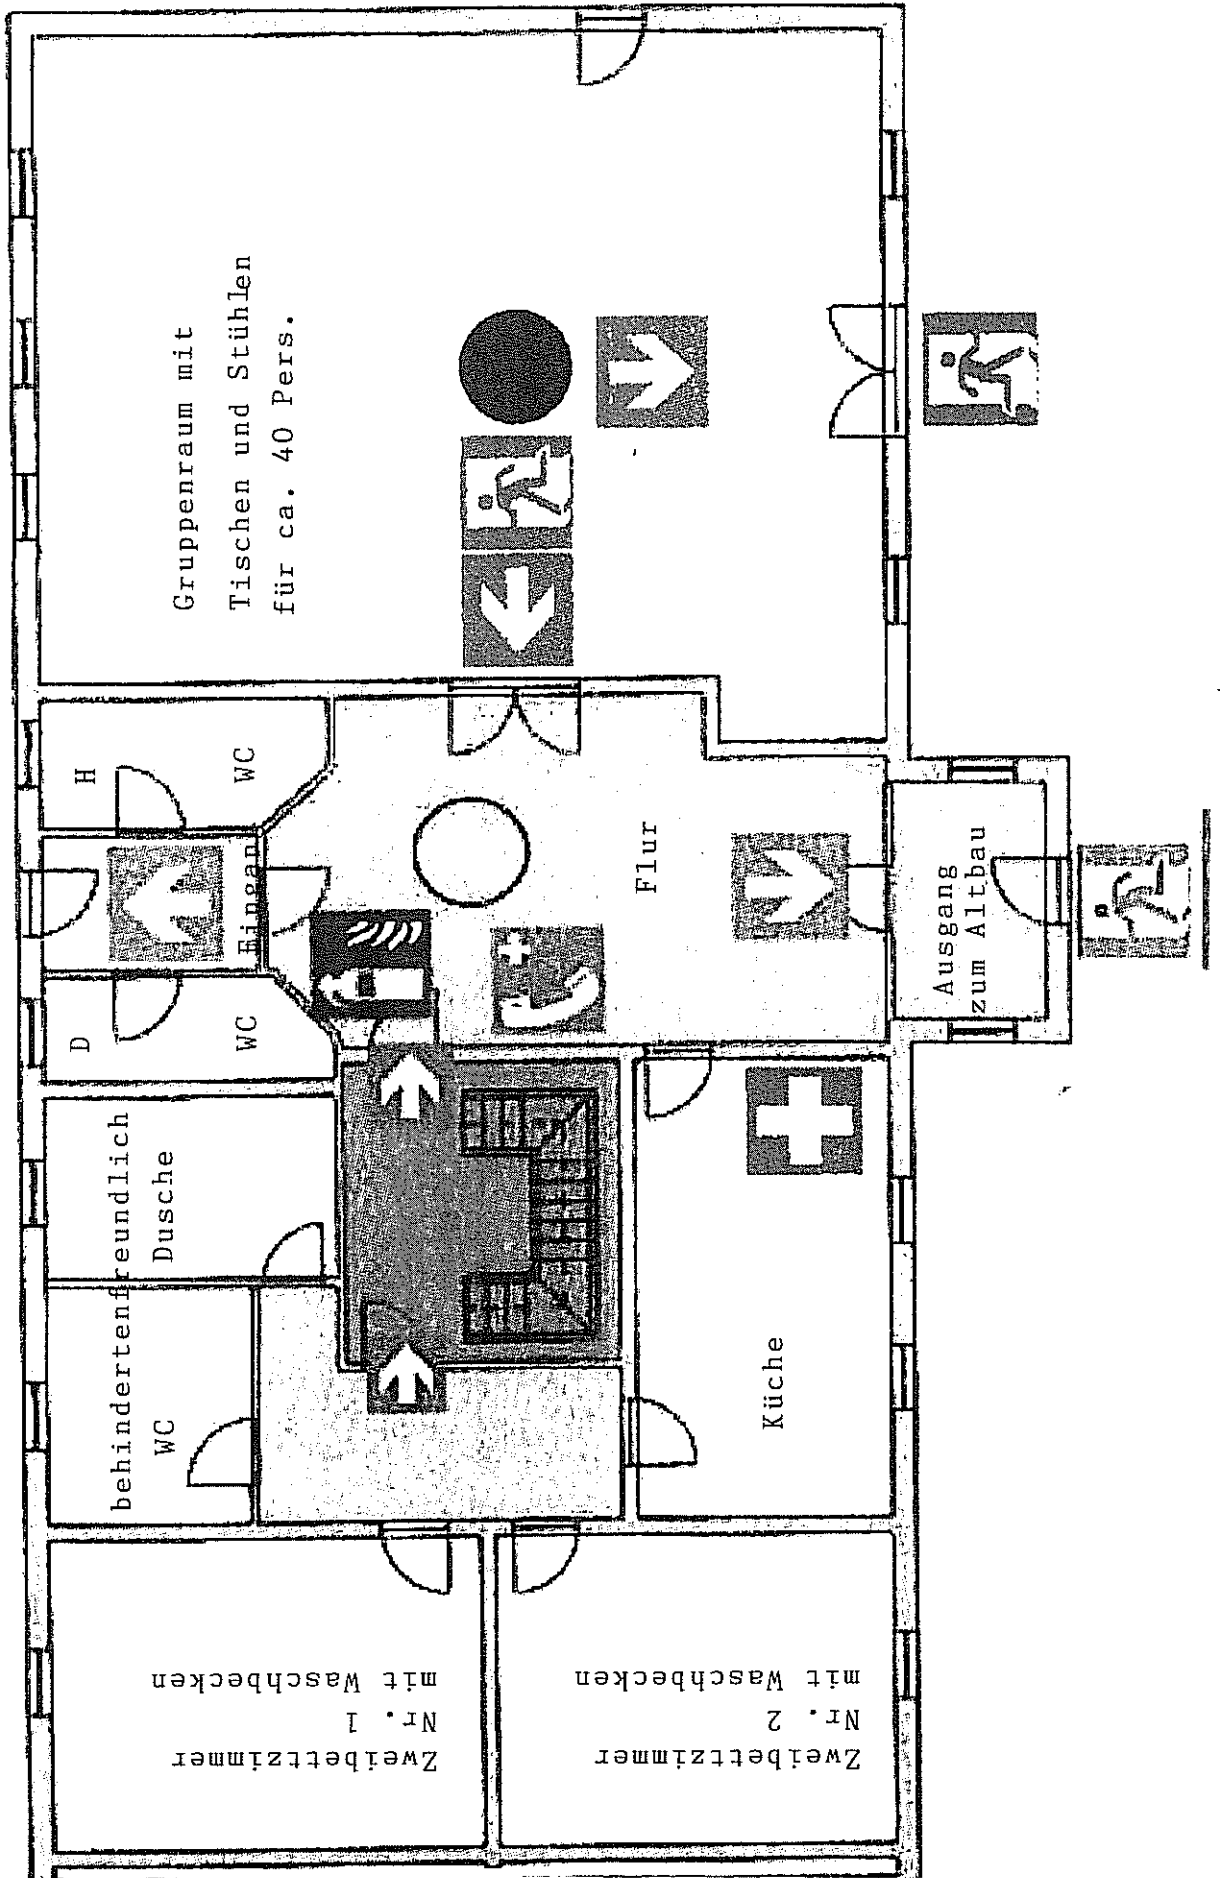 Gruppenraum mit
Tischen und Stühlen
für ca. 40 Pers.
H
WC
Eingang
D
WC
Flur
Ausgang
zum Altbau
behindertenfreundlich
Dusche
WC
Küche
Zweibettzimmer
Nr. 1
mit Waschbecken
Zweibettzimmer
Nr. 2
mit Waschbecken